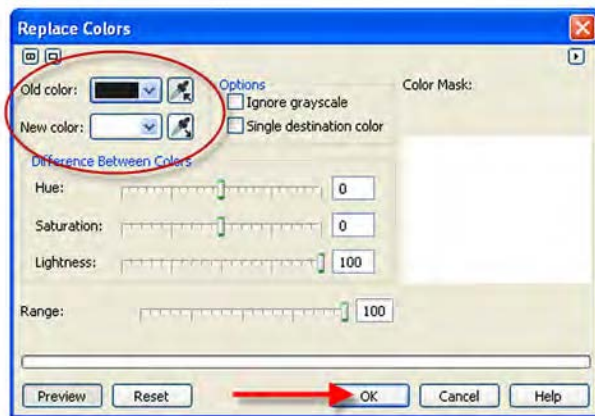 Replace Colors
Old color:
New color:
Options
Ignore grayscale
Single destination color
Color Mask:
Difference Between Colors
Hue: 0
Saturation: 0
Lightness: 100
Range: 100
Preview Reset OK Cancel Help